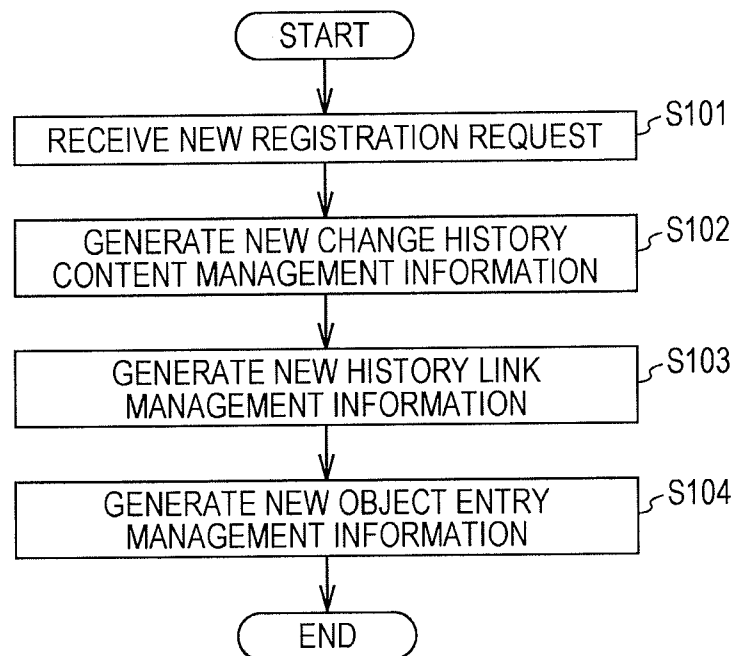 START
RECEIVE NEW REGISTRATION REQUEST
S101
GENERATE NEW CHANGE HISTORY
CONTENT MANAGEMENT INFORMATION
S102
GENERATE NEW HISTORY LINK
MANAGEMENT INFORMATION
S103
GENERATE NEW OBJECT ENTRY
MANAGEMENT INFORMATION
S104
END